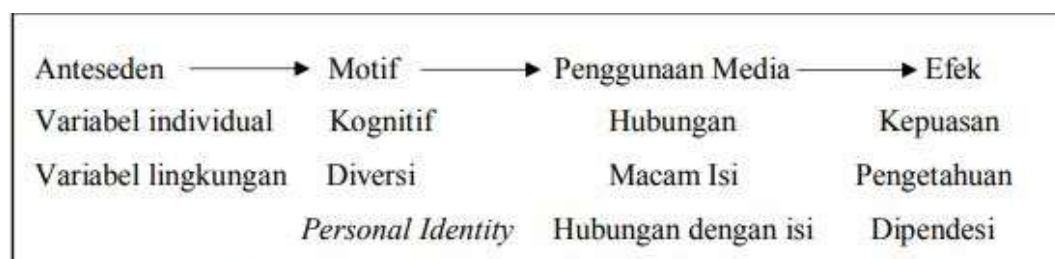 Anteseden → Motif → Penggunaan Media → Efek
Variabel individual Kognitif Hubungan Kepuasan
Variabel lingkungan Diversi Macam Isi Pengetahuan
Personal Identity Hubungan dengan isi Dipendesi